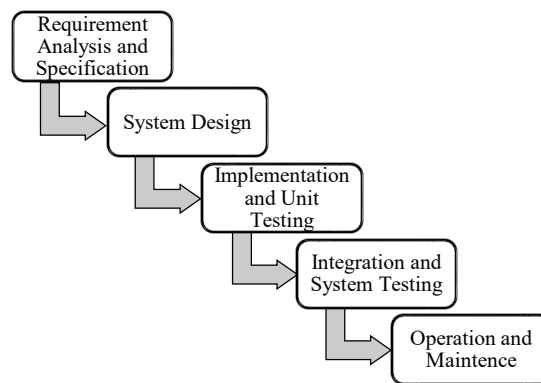 Requirement
Analysis and
Specification
System Design
Implementation
and Unit
Testing
Integration and
System Testing
Operation and
Maintence